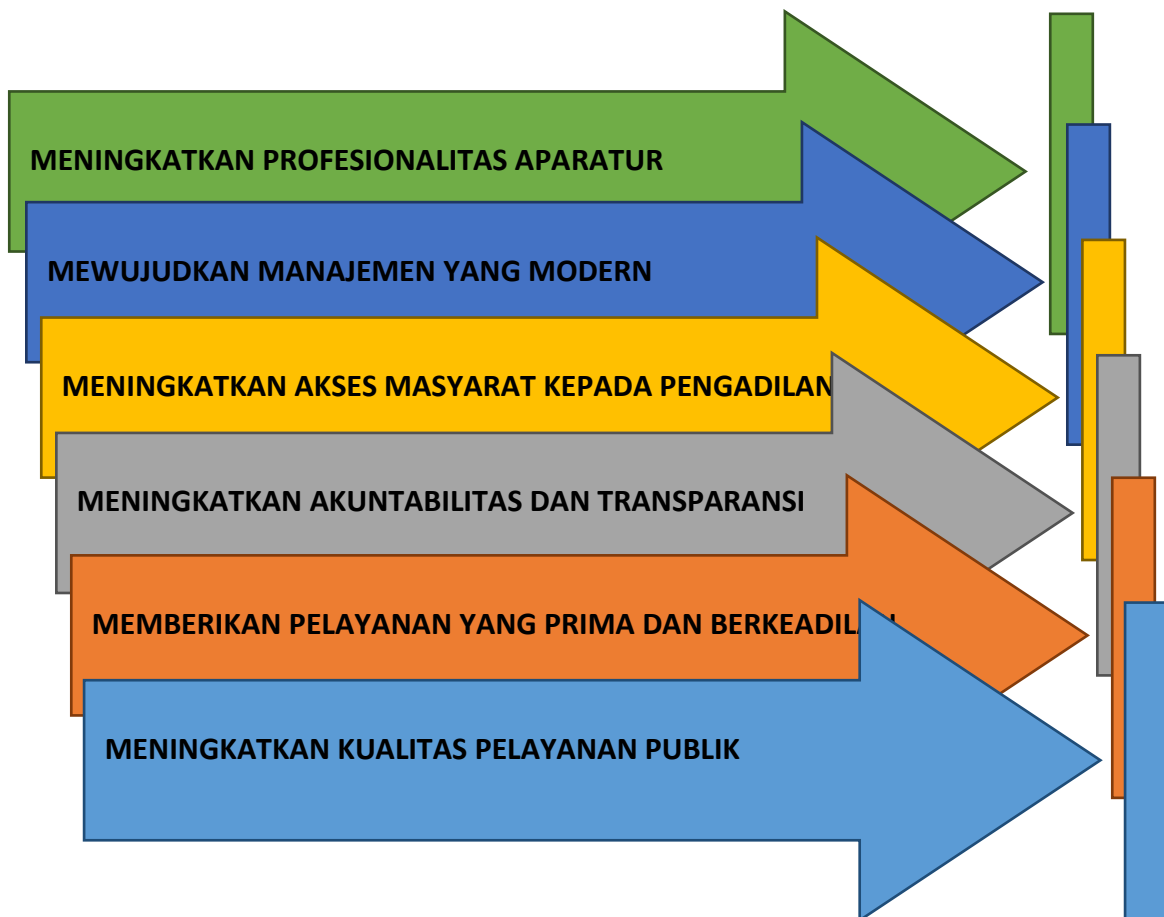 MENINGKATKAN PROFESIONALITAS APARATUR
MEWUJUDKAN MANAJEMEN YANG MODERN
MENINGKATKAN AKSES MASYARAT KEPADA PENGADILAN
MENINGKATKAN AKUNTABILITAS DAN TRANSPARANSI
MEMBERIKAN PELAYANAN YANG PRIMA DAN BERKEADILAN
MENINGKATKAN KUALITAS PELAYANAN PUBLIK